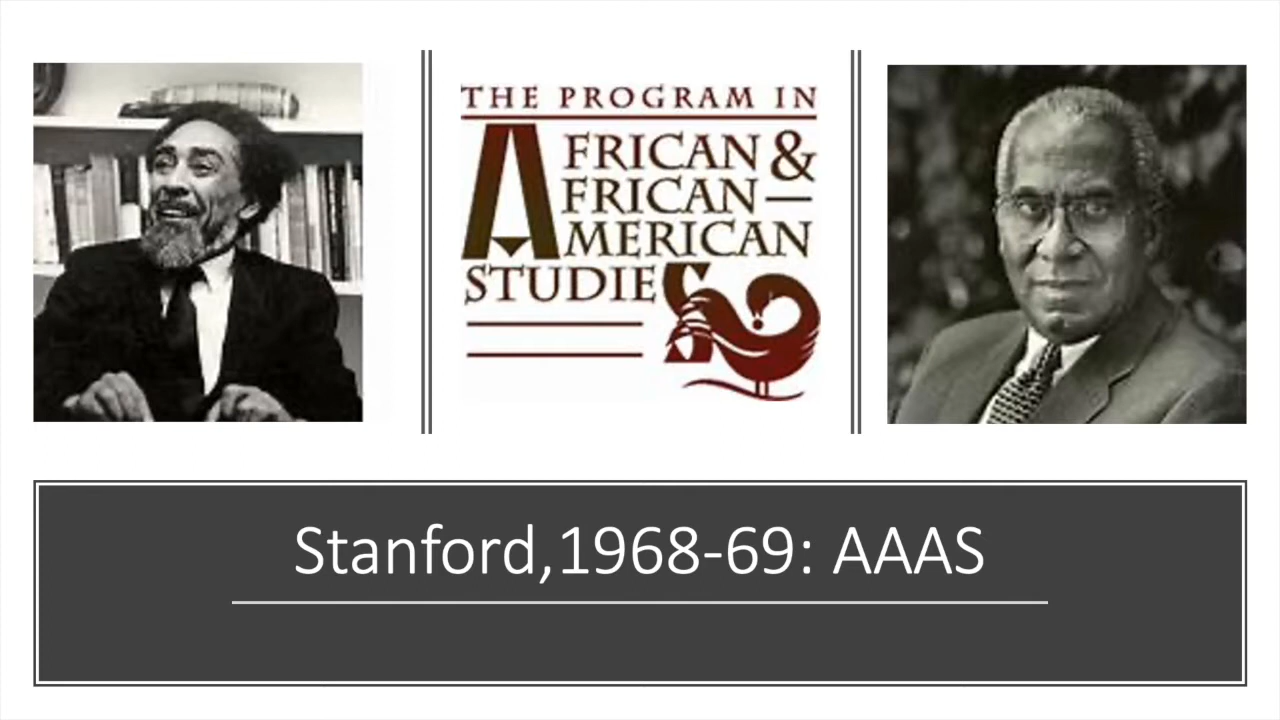 THE PROGRAM IN
AFRICAN &
AFRICAN—
AMERICAN
STUDIES
Stanford,1968-69: AAAS